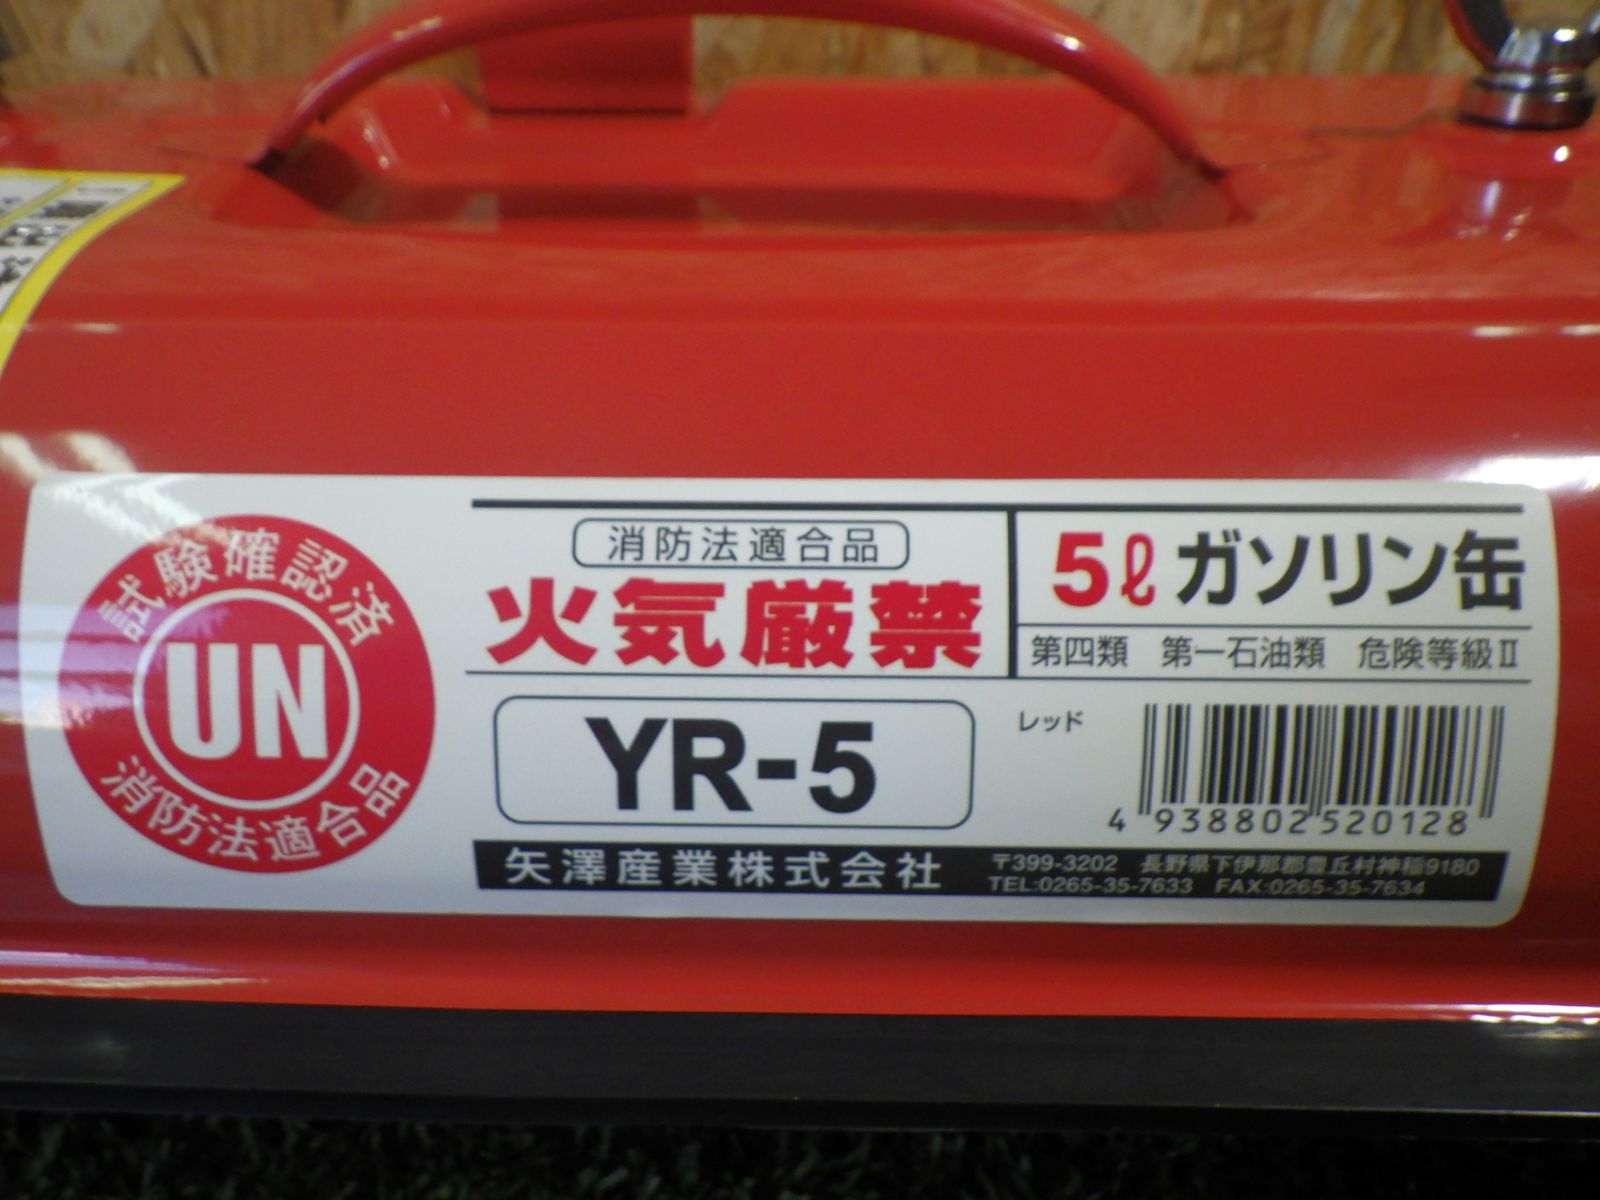 試験確認済
UN
消防法適合品
消防法適合品
火気厳禁
5ℓ ガソリン缶
第四類 第一石油類 危険等級Ⅱ
YR-5
レッド
4 938802 520128
矢澤産業株式会社
〒399-3202 長野県下伊那郡豊丘村神稲9180
TEL:0265-35-7633 FAX:0265-35-7634